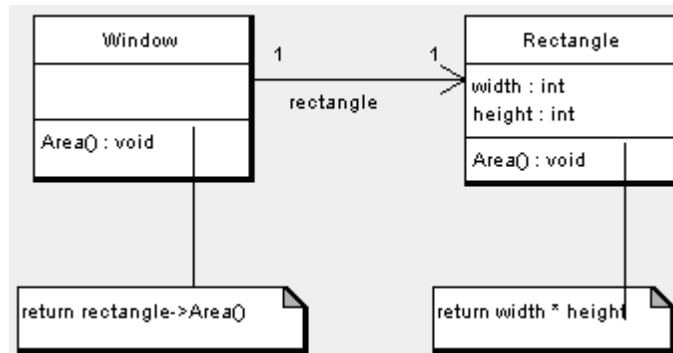 Window
Area() : void
1
1
rectangle
Rectangle
width : int
height : int
Area() : void
return rectangle->Area()
return width * height